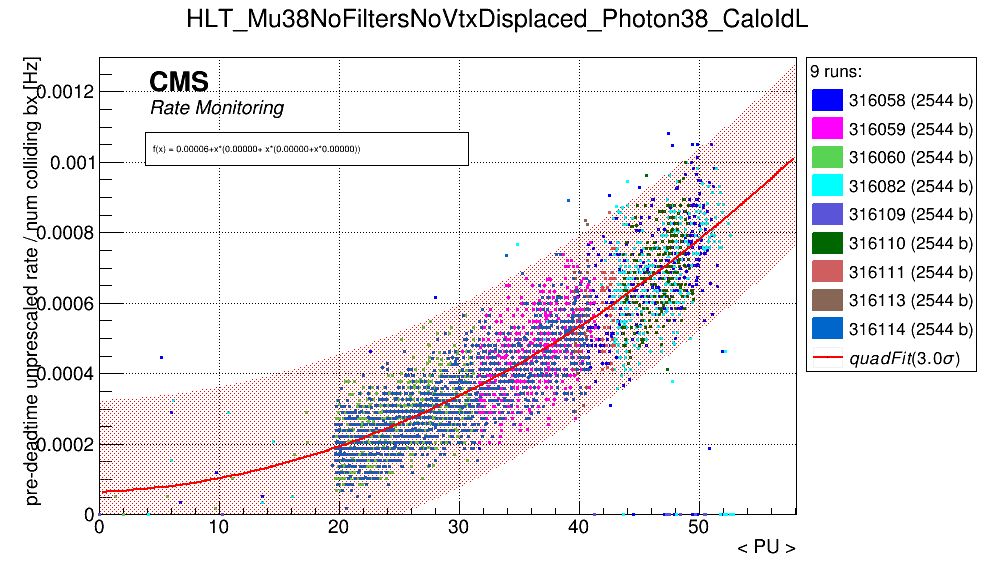 HLT_Mu38NoFiltersNoVtxDisplaced_Photon38_CaloIdL
pre-deadtime unprescaled rate / num colliding bx [Hz]
0.0012
0.001
0.0008
0.0006
0.0004
0.0002
0
CMS
Rate Monitoring
f(x) = 0.00006+x*(0.00000+ x*(0.00000+x*0.00000))
0 10 20 30 40 50
< PU >
9 runs:
316058 (2544 b)
316059 (2544 b)
316060 (2544 b)
316082 (2544 b)
316109 (2544 b)
316110 (2544 b)
316111 (2544 b)
316113 (2544 b)
316114 (2544 b)
quadFit(3.0σ)